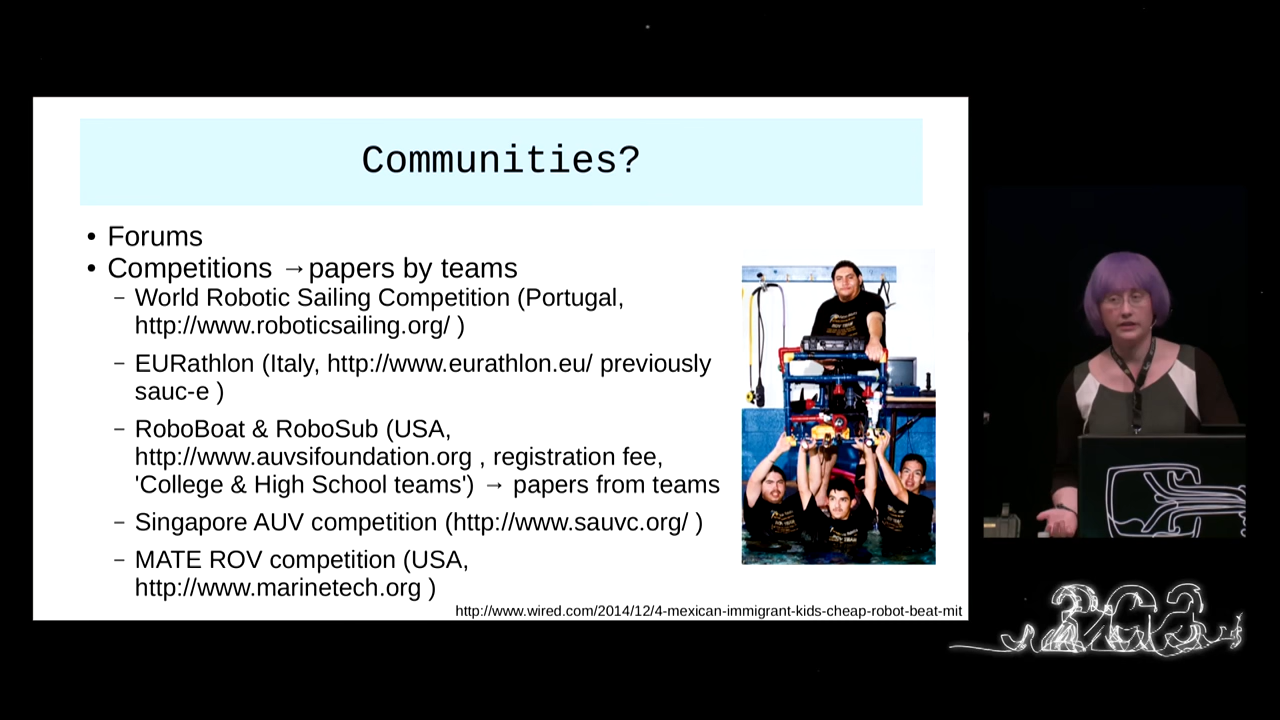 Communities?
• Forums
• Competitions →papers by teams
– World Robotic Sailing Competition (Portugal,
http://www.roboticsailing.org/ )
– EURathlon (Italy, http://www.eurathlon.eu/ previously
sauc-e )
– RoboBoat & RoboSub (USA,
http://www.auvsifoundation.org , registration fee,
'College & High School teams') → papers from teams
– Singapore AUV competition (http://www.sauvc.org/ )
– MATE ROV competition (USA,
http://www.marinetech.org )
http://www.wired.com/2014/12/4-mexican-immigrant-kids-cheap-robot-beat-mit